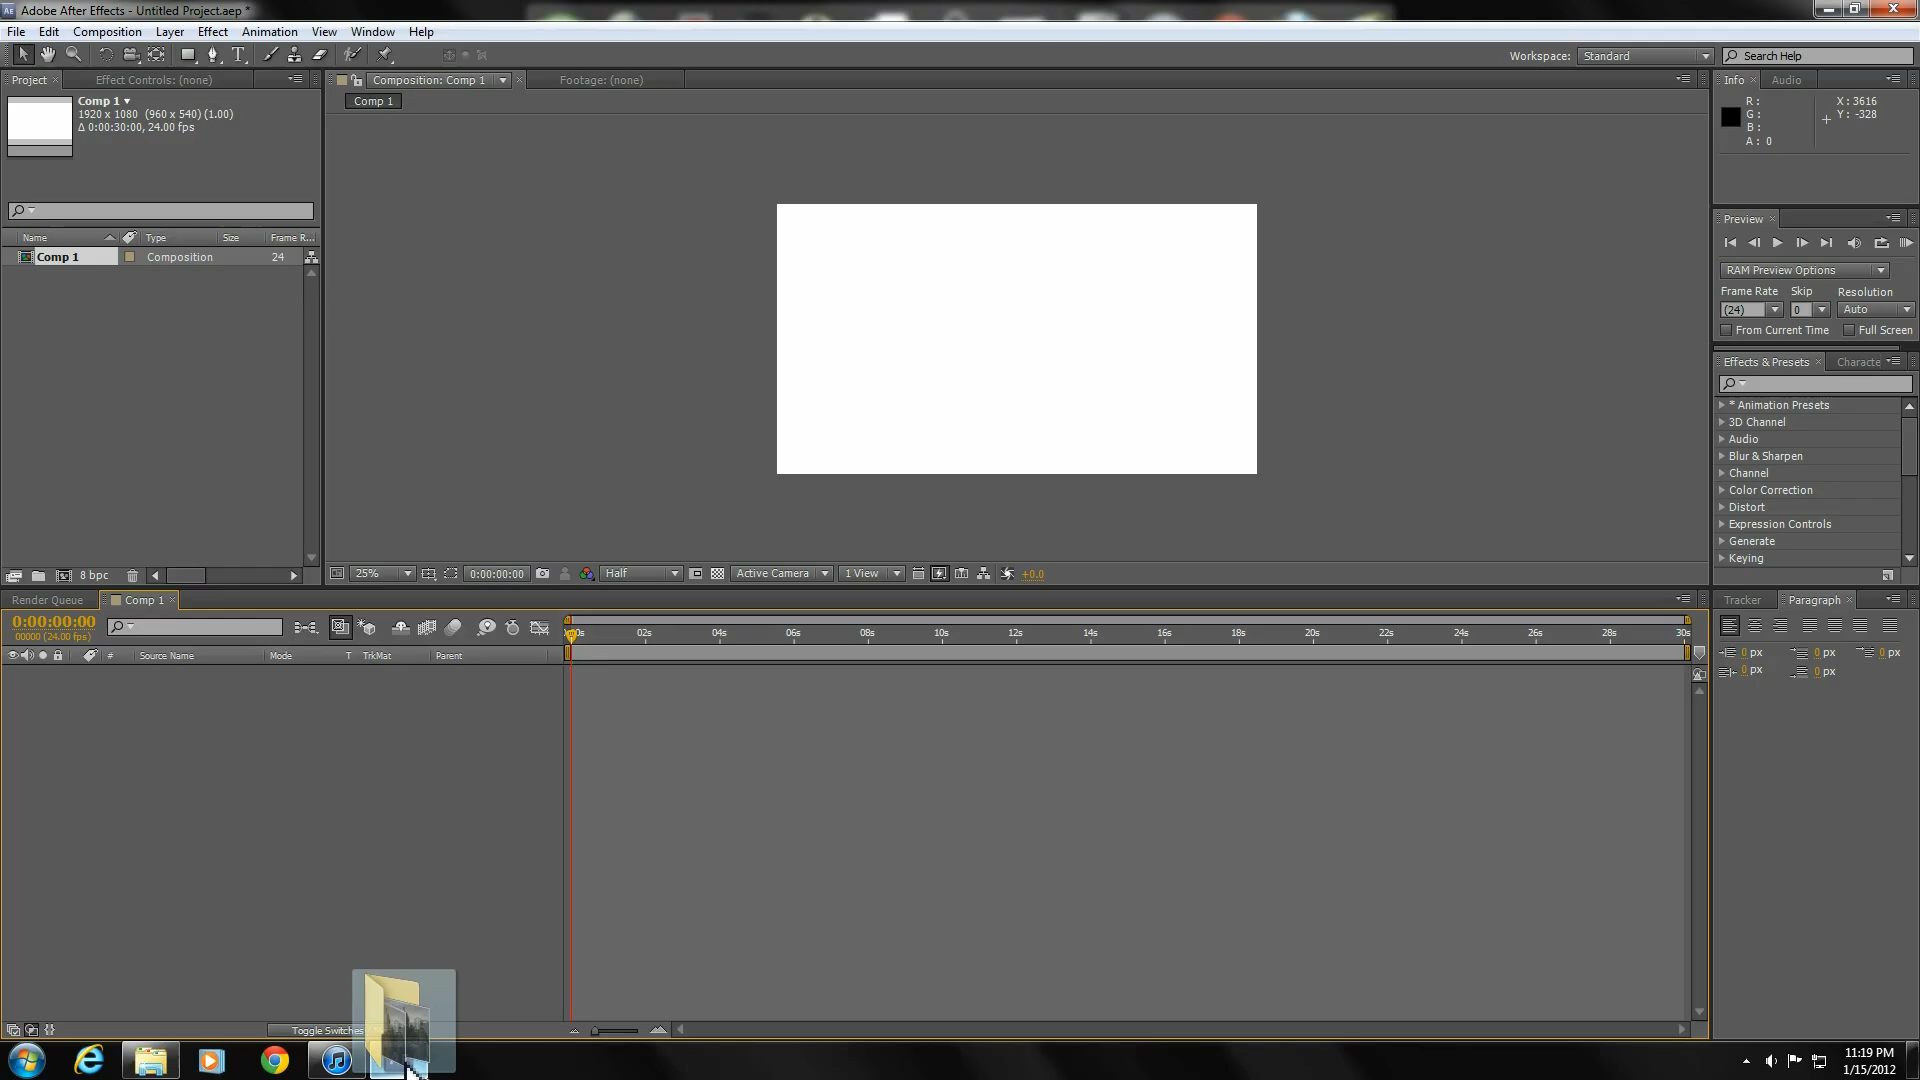 Adobe After Effects - Untitled Project.aep *
File Edit Composition Layer Effect Animation View Window Help
Workspace: Standard Search Help
Project Effect Controls: (none) Composition: Comp 1 Footage: (none) Info Audio
Comp 1
1920 x 1080 (960 x 540) (1.00)
Δ 0:00:30:00, 24.00 fps
Comp 1
R :
G :
B :
A : 0
X : 3616
Y : -328
Name Type Size Frame R...
Comp 1 Composition 24
Preview
RAM Preview Options
Frame Rate Skip Resolution
(24) 0 Auto
From Current Time Full Screen
Effects & Presets Characte
* Animation Presets
3D Channel
Audio
Blur & Sharpen
Channel
Color Correction
Distort
Expression Controls
Generate
Keying
8 bpc
25% 0:00:00:00 Half Active Camera 1 View +0.0
Render Queue Comp 1
0:00:00:00
00000 (24.00 fps)
# Source Name Mode T TrkMat Parent
02s 04s 06s 08s 10s 12s 14s 16s 18s 20s 22s 24s 26s 28s 30s
Tracker Paragraph
0 px 0 px 0 px
0 px 0 px
Toggle Switches
11:19 PM
1/15/2012